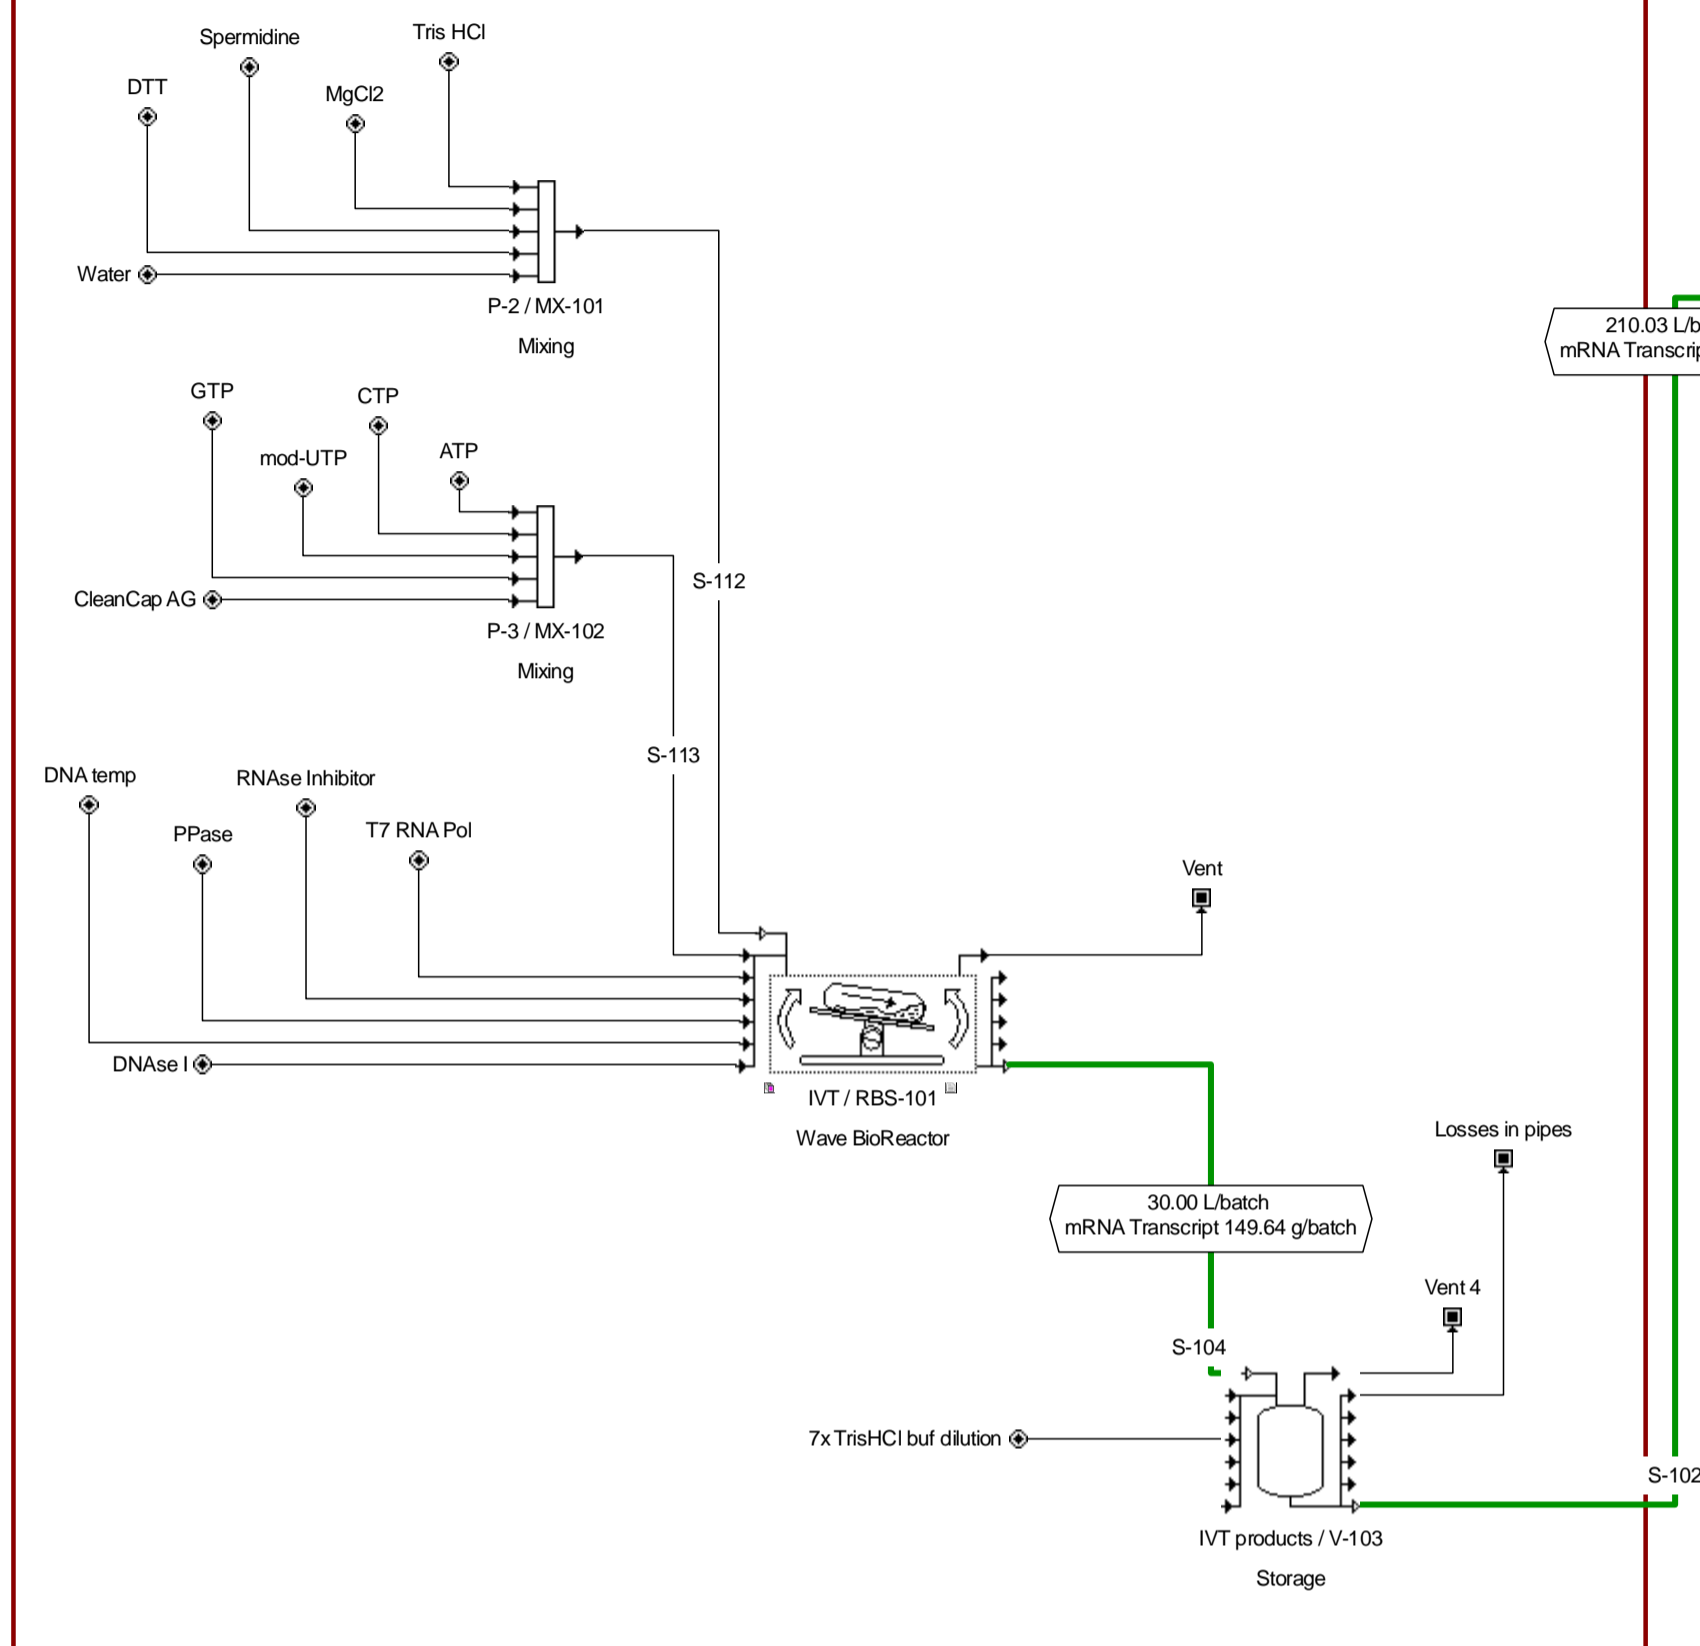 Spermidine
Tris HCl
DTT
MgCl2
Water
P-2 / MX-101
Mixing
210.03 L/b
mRNA Transcrip
GTP
CTP
mod-UTP
ATP
S-112
CleanCap AG
P-3 / MX-102
Mixing
S-113
DNA temp
RNAse Inhibitor
PPase
T7 RNA Pol
Vent
DNAse I
IVT / RBS-101
Wave BioReactor
Losses in pipes
30.00 L/batch
mRNA Transcript 149.64 g/batch
Vent 4
S-104
7x TrisHCl buf dilution
S-102
IVT products / V-103
Storage